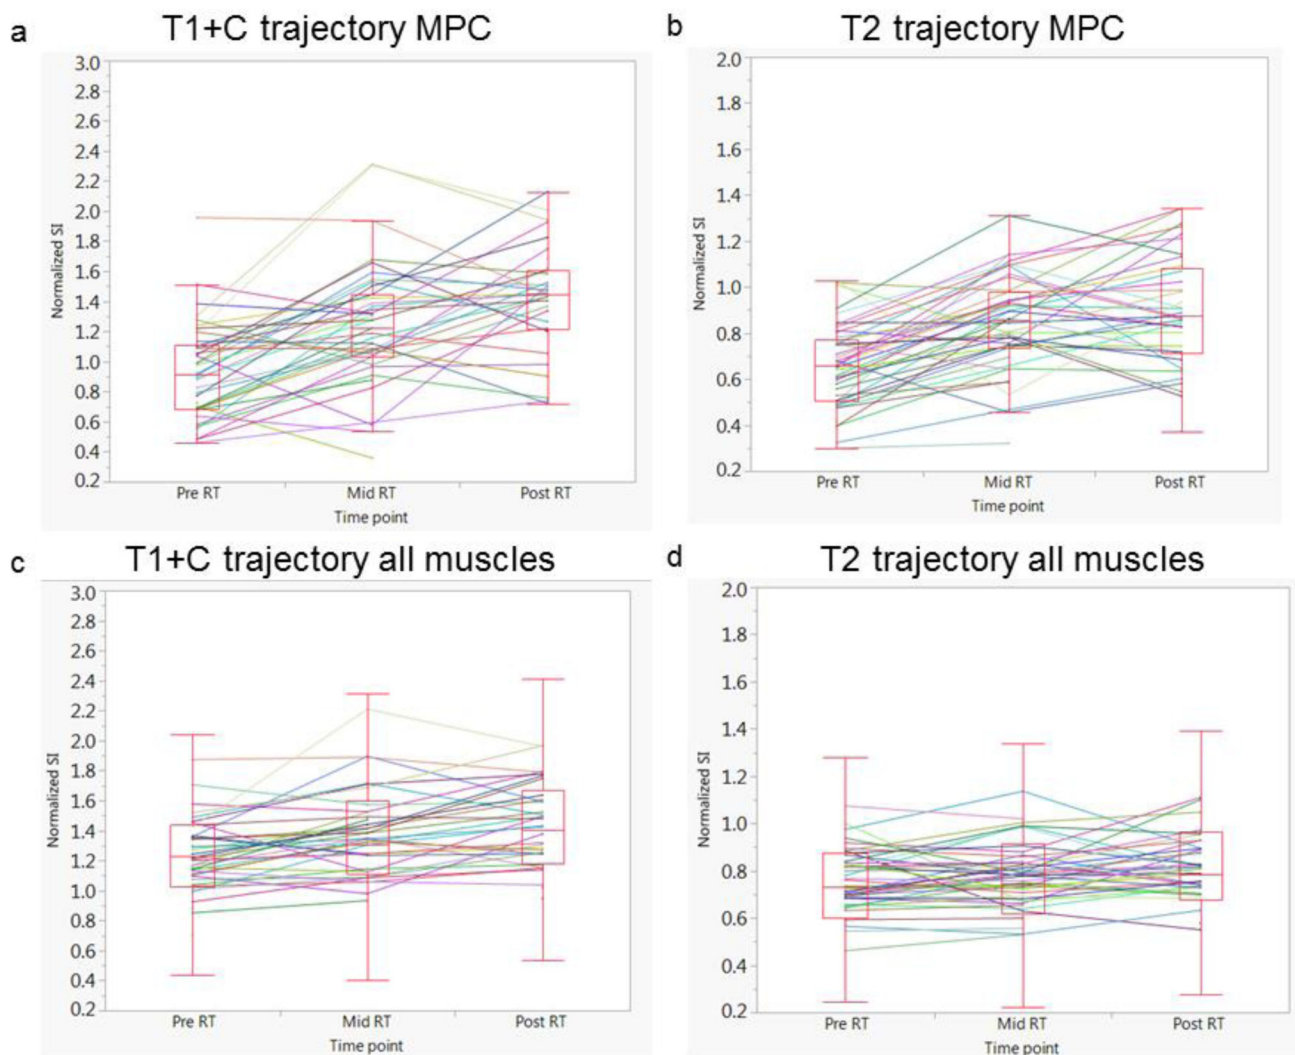 a
T1+C trajectory MPC
3.0
2.8
2.6
2.4
2.2
2.0
1.8
1.6
1.4
1.2
1.0
0.8
0.6
0.4
0.2
Normalized SI
Pre RT
Mid RT
Post RT
Time point
b
T2 trajectory MPC
2.0
1.8
1.6
1.4
1.2
1.0
0.8
0.6
0.4
0.2
Normalized SI
Pre RT
Mid RT
Post RT
Time point
c
T1+C trajectory all muscles
3.0
2.8
2.6
2.4
2.2
2.0
1.8
1.6
1.4
1.2
1.0
0.8
0.6
0.4
0.2
Normalized SI
Pre RT
Mid RT
Post RT
Time point
d
T2 trajectory all muscles
2.0
1.8
1.6
1.4
1.2
1.0
0.8
0.6
0.4
0.2
Normalized SI
Pre RT
Mid RT
Post RT
Time point